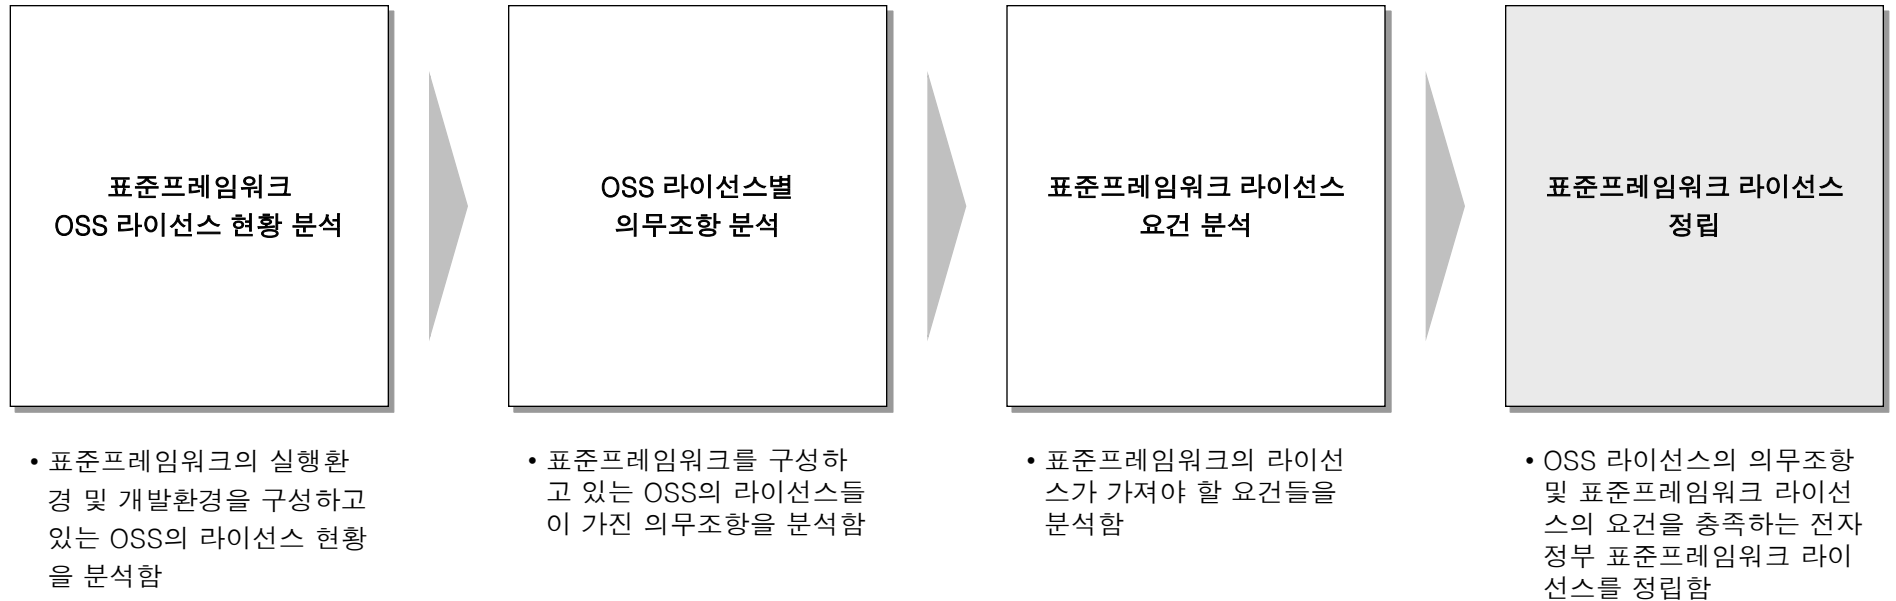 표준프레임워크
OSS 라이선스 현황 분석
OSS 라이선스별
의무조항 분석
표준프레임워크 라이선스
요건 분석
표준프레임워크 라이선스
정립
• 표준프레임워크의 실행환
경 및 개발환경을 구성하고
있는 OSS의 라이선스 현황
을 분석함
• 표준프레임워크를 구성하
고 있는 OSS의 라이선스들
이 가진 의무조항을 분석함
• 표준프레임워크의 라이선
스가 가져야 할 요건들을
분석함
• OSS 라이선스의 의무조항
및 표준프레임워크 라이선
스의 요건을 충족하는 전자
정부 표준프레임워크 라이
선스를 정립함